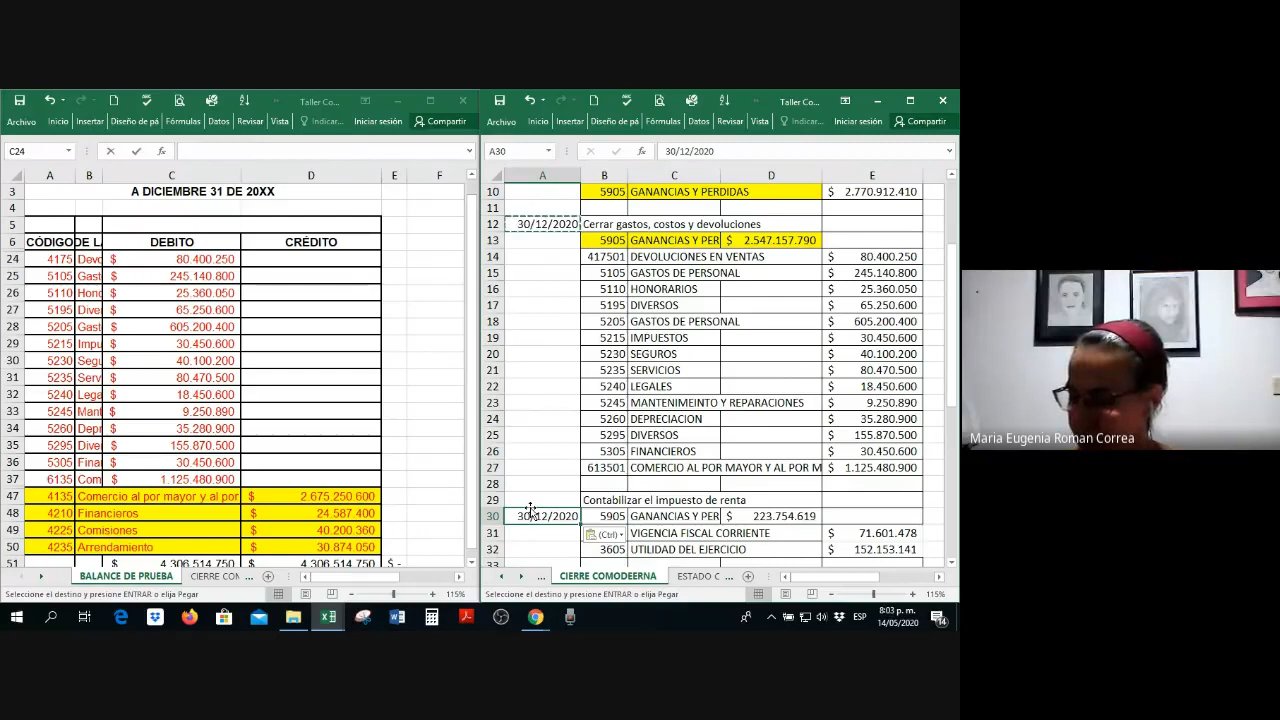 Taller Co...
Archivo Inicio Insertar Diseño de pá Fórmulas Datos Revisar Vista Indicar... Iniciar sesión Compartir
C24
A B C D E F
3 A DICIEMBRE 31 DE 20XX
4
5
6 CÓDIGO DE LA DEBITO CRÉDITO
24 4175 Devo $ 80.400.250
25 5105 Gast $ 245.140.800
26 5110 Hono $ 25.360.050
27 5195 Dive $ 65.250.600
28 5205 Gast $ 605.200.400
29 5215 Impu $ 30.450.600
30 5230 Segu $ 40.100.200
31 5235 Serv $ 80.470.500
32 5240 Lega $ 18.450.600
33 5245 Mant $ 9.250.890
34 5260 Depr $ 35.280.900
35 5295 Dive $ 155.870.500
36 5305 Fina $ 30.450.600
37 6135 Com $ 1.125.480.900
47 4135 Comercio al por mayor y al por $ 2.675.250.600
48 4210 Financieros $ 24.587.400
49 4225 Comisiones $ 40.200.360
50 4235 Arrendamiento $ 30.874.050
51 $ 4.306.514.750 $ 4.306.514.750 $ -
BALANCE DE PRUEBA CIERRE COM ...
Seleccione el destino y presione ENTRAR o elija Pegar 115%
Taller Co...
Archivo Inicio Insertar Diseño de pá Fórmulas Datos Revisar Vista Indicar... Iniciar sesión Compartir
A30 30/12/2020
A B C D E
10 5905 GANANCIAS Y PERDIDAS $ 2.770.912.410
11
12 30/12/2020 Cerrar gastos, costos y devoluciones
13 5905 GANANCIAS Y PER $ 2.547.157.790
14 417501 DEVOLUCIONES EN VENTAS $ 80.400.250
15 5105 GASTOS DE PERSONAL $ 245.140.800
16 5110 HONORARIOS $ 25.360.050
17 5195 DIVERSOS $ 65.250.600
18 5205 GASTOS DE PERSONAL $ 605.200.400
19 5215 IMPUESTOS $ 30.450.600
20 5230 SEGUROS $ 40.100.200
21 5235 SERVICIOS $ 80.470.500
22 5240 LEGALES $ 18.450.600
23 5245 MANTENIMEINTO Y REPARACIONES $ 9.250.890
24 5260 DEPRECIACION $ 35.280.900
25 5295 DIVERSOS $ 155.870.500
26 5305 FINANCIEROS $ 30.450.600
27 613501 COMERCIO AL POR MAYOR Y AL POR M $ 1.125.480.900
28
29 Contabilizar el impuesto de renta
30 30/12/2020 5905 GANANCIAS Y PER $ 223.754.619
31 (Ctrl) VIGENCIA FISCAL CORRIENTE $ 71.601.478
32 3605 UTILIDAD DEL EJERCICIO $ 152.153.141
33
... CIERRE COMODEERNA ESTADO C ...
Seleccione el destino y presione ENTRAR o elija Pegar 115%
ESP
8:03 p. m.
14/05/2020
14
Maria Eugenia Roman Correa